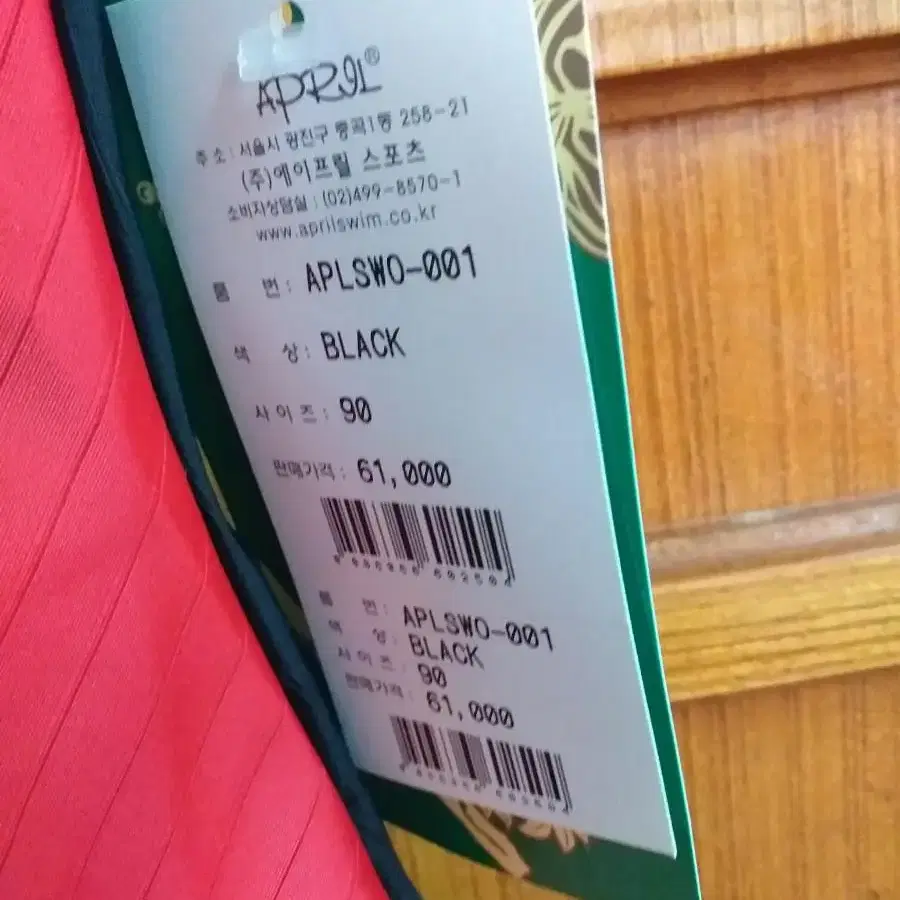 APRIL®
주소 : 서울시 광진구 중곡1동 258-21
(주)에이프릴 스포츠
소비자상담실 : (02)499-8570-1
www.aprilswim.co.kr
품 번 : APLSWO-001
색 상 : BLACK
사이즈 : 90
판매가격 : 61,000
품 번 : APLSWO-001
색 상 : BLACK
사이즈 : 90
판매가격 : 61,000